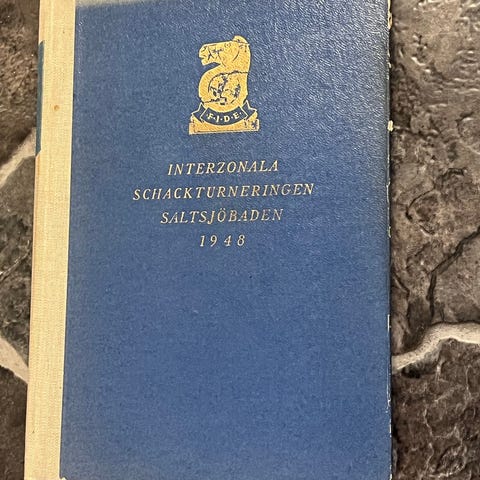 F.I.D.E.
INTERZONALA
SCHACKTURNERINGEN
SALTSJÖBADEN
1948